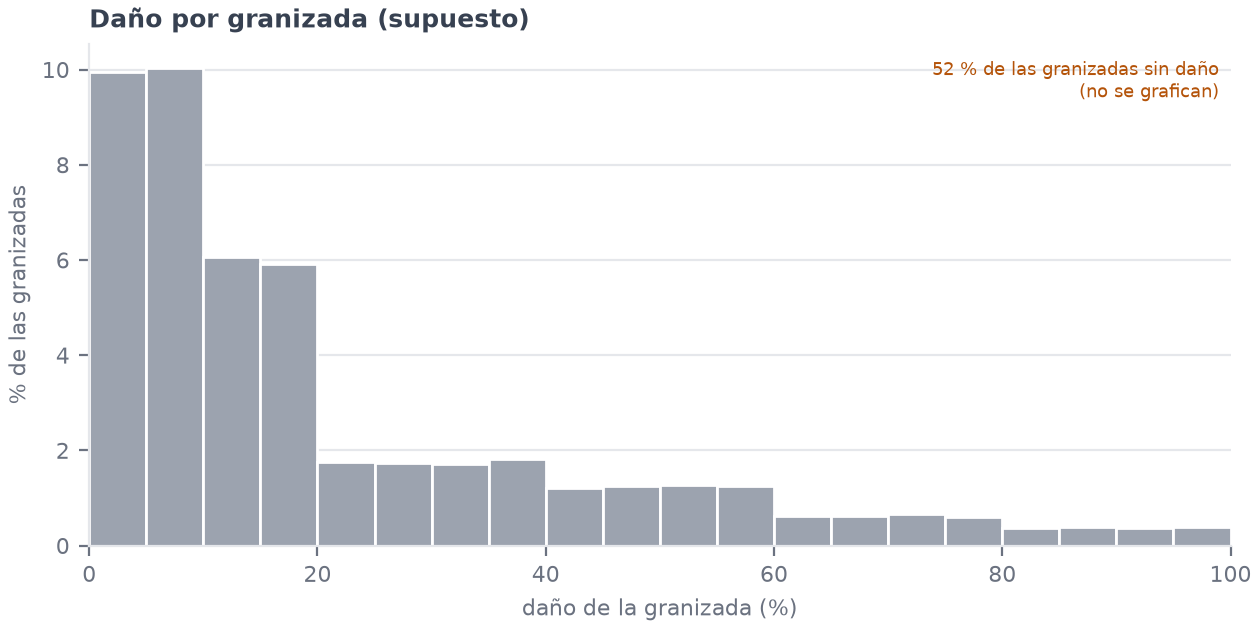 Daño por granizada (supuesto)
52 % de las granizadas sin daño
(no se grafican)
% de las granizadas
10
8
6
4
2
0
0 20 40 60 80 100
daño de la granizada (%)